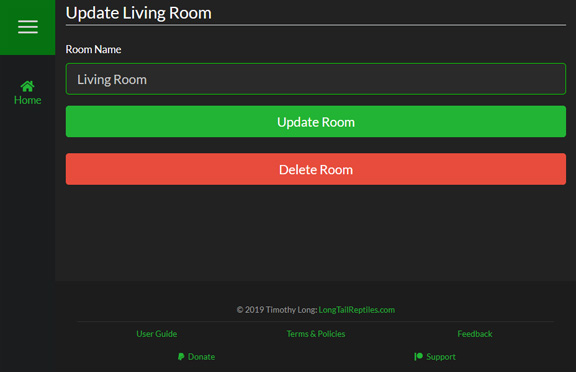 Update Living Room
Room Name
Home
Living Room
Update Room
Delete Room
© 2019 Timothy Long: LongTailReptiles.com
User Guide Terms & Policies Feedback
Donate Support